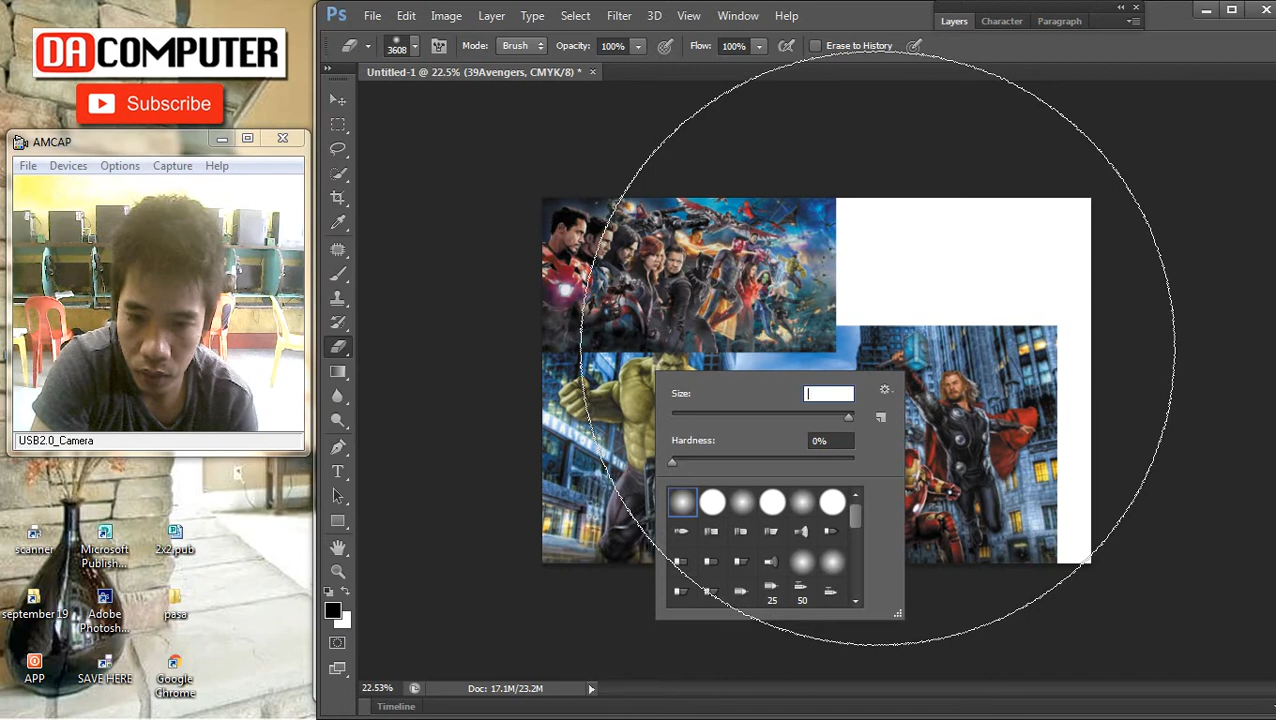 DA COMPUTER
Subscribe
AMCAP
File Devices Options Capture Help
USB2.0_Camera
scanner
Microsoft Publish...
2x2.pub
september 19
Adobe Photosh...
pasa
APP
SAVE HERE
Google Chrome
Ps File Edit Image Layer Type Select Filter 3D View Window Help
Layers Character Paragraph
3608 Mode: Brush Opacity: 100% Flow: 100% Erase to History
Untitled-1 @ 22.5% (39Avengers, CMYK/8) *
Size:
Hardness: 0%
25 50
22.53% Doc: 17.1M/23.2M
Timeline